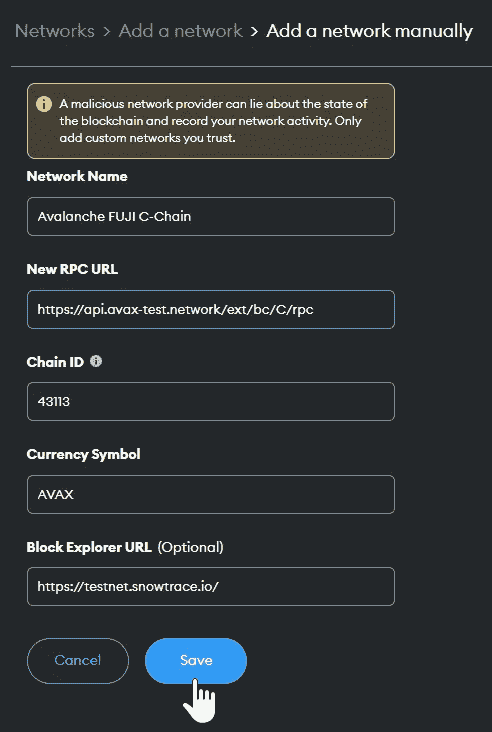 Networks > Add a network > Add a network manually
A malicious network provider can lie about the state of
the blockchain and record your network activity. Only
add custom networks you trust.
Network Name
Avalanche FUJI C-Chain
New RPC URL
https://api.avax-test.network/ext/bc/C/rpc
Chain ID
43113
Currency Symbol
AVAX
Block Explorer URL (Optional)
https://testnet.snowtrace.io/
Cancel Save